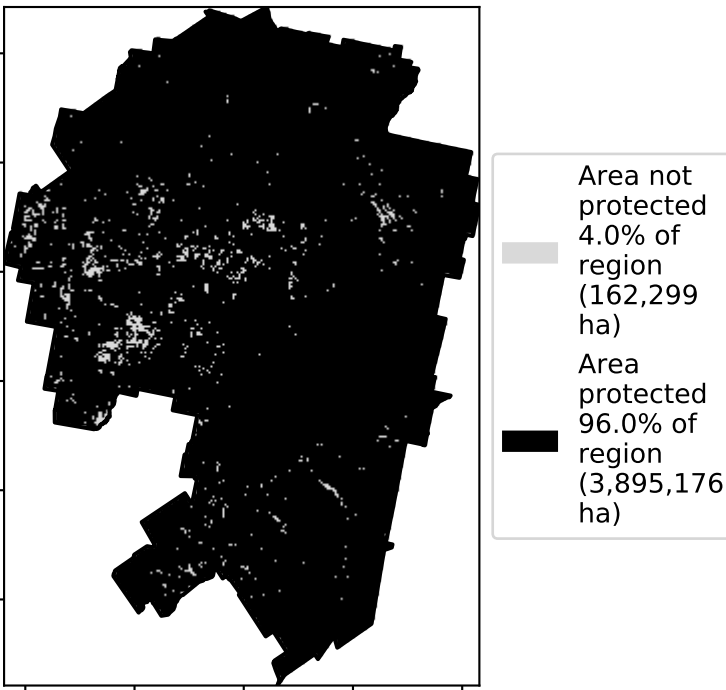 Area not
protected
4.0% of
region
(162,299
ha)
Area
protected
96.0% of
region
(3,895,176
ha)